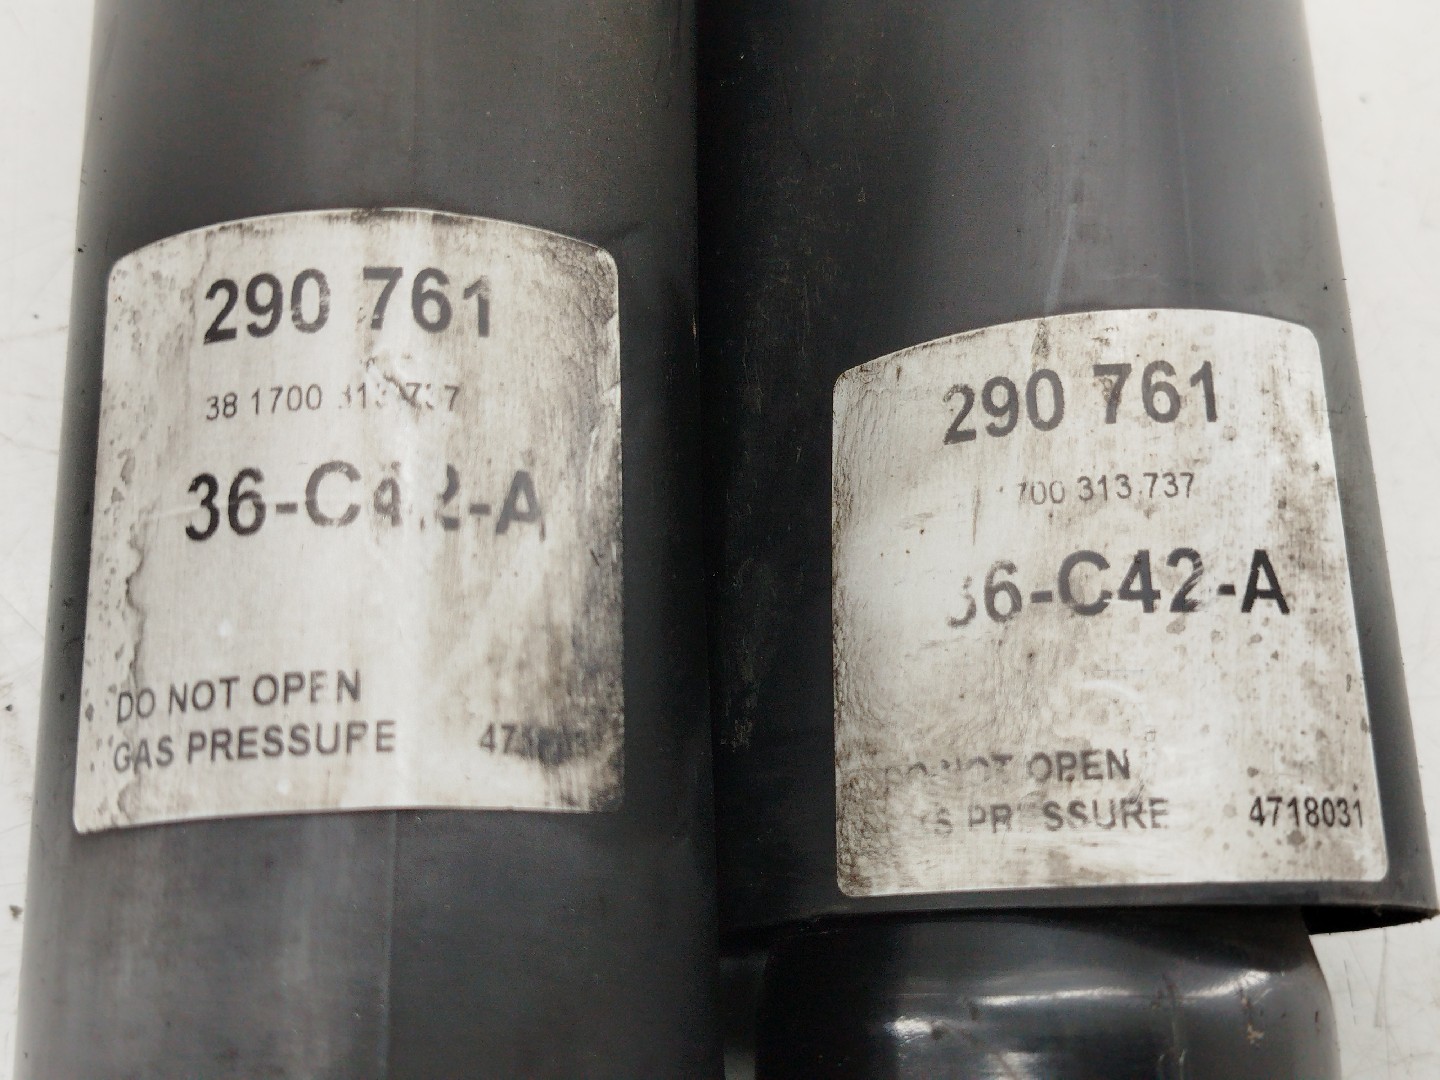 290 761
38 1700 313 737
36-C42-A
DO NOT OPEN
GAS PRESSURE
290 761
700 313 737
36-C42-A
DO NOT OPEN
GAS PRESSURE 4718031